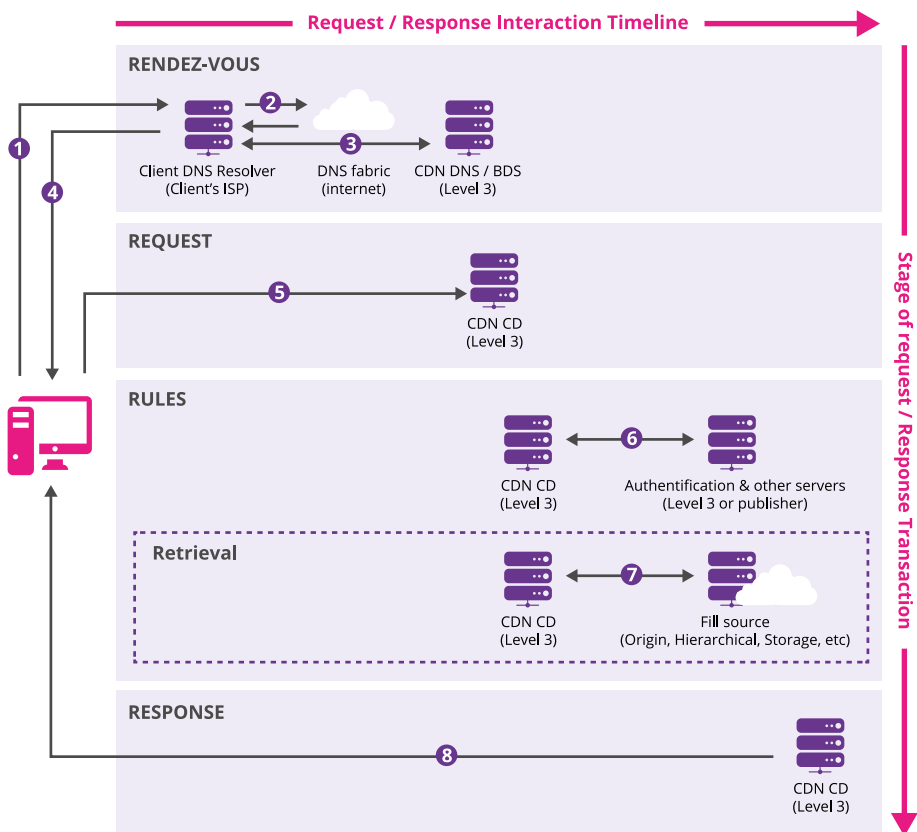 Request / Response Interaction Timeline
RENDEZ-VOUS
1
2
3
4
Client DNS Resolver
(Client's ISP)
DNS fabric
(internet)
CDN DNS / BDS
(Level 3)
REQUEST
5
CDN CD
(Level 3)
RULES
6
CDN CD
(Level 3)
Authentification & other servers
(Level 3 or publisher)
Retrieval
7
CDN CD
(Level 3)
Fill source
(Origin, Hierarchical, Storage, etc)
RESPONSE
8
CDN CD
(Level 3)
Stage of request / Response Transaction